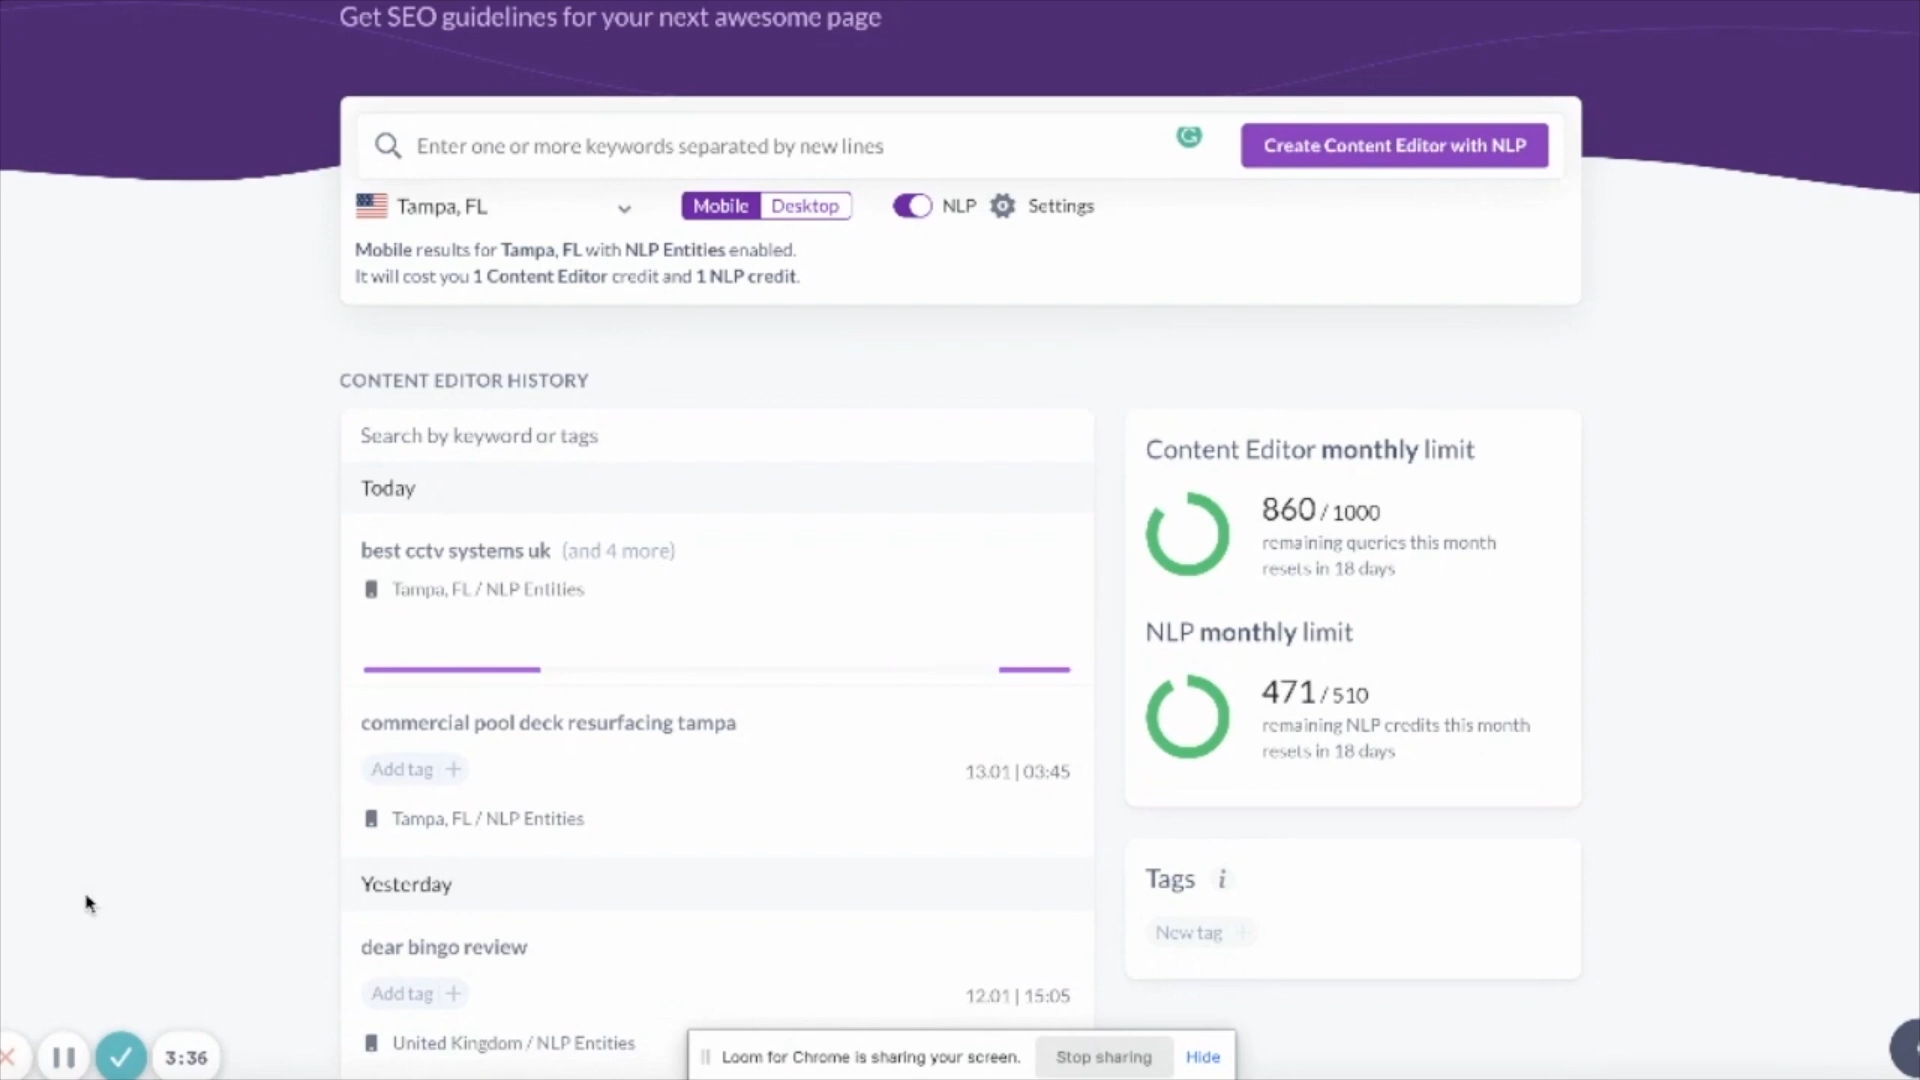 Get SEO guidelines for your next awesome page
Enter one or more keywords separated by new lines
Create Content Editor with NLP
Tampa, FL
Mobile
Desktop
NLP
Settings
Mobile results for Tampa, FL with NLP Entities enabled.
It will cost you 1 Content Editor credit and 1 NLP credit.
CONTENT EDITOR HISTORY
Search by keyword or tags
Today
best cctv systems uk (and 4 more)
Tampa, FL / NLP Entities
commercial pool deck resurfacing tampa
Add tag +
13.01 | 03:45
Tampa, FL / NLP Entities
Yesterday
dear bingo review
Add tag +
12.01 | 15:05
United Kingdom / NLP Entities
Content Editor monthly limit
860 / 1000
remaining queries this month
resets in 18 days
NLP monthly limit
471 / 510
remaining NLP credits this month
resets in 18 days
Tags i
New tag +
3:36
Loom for Chrome is sharing your screen.
Stop sharing
Hide